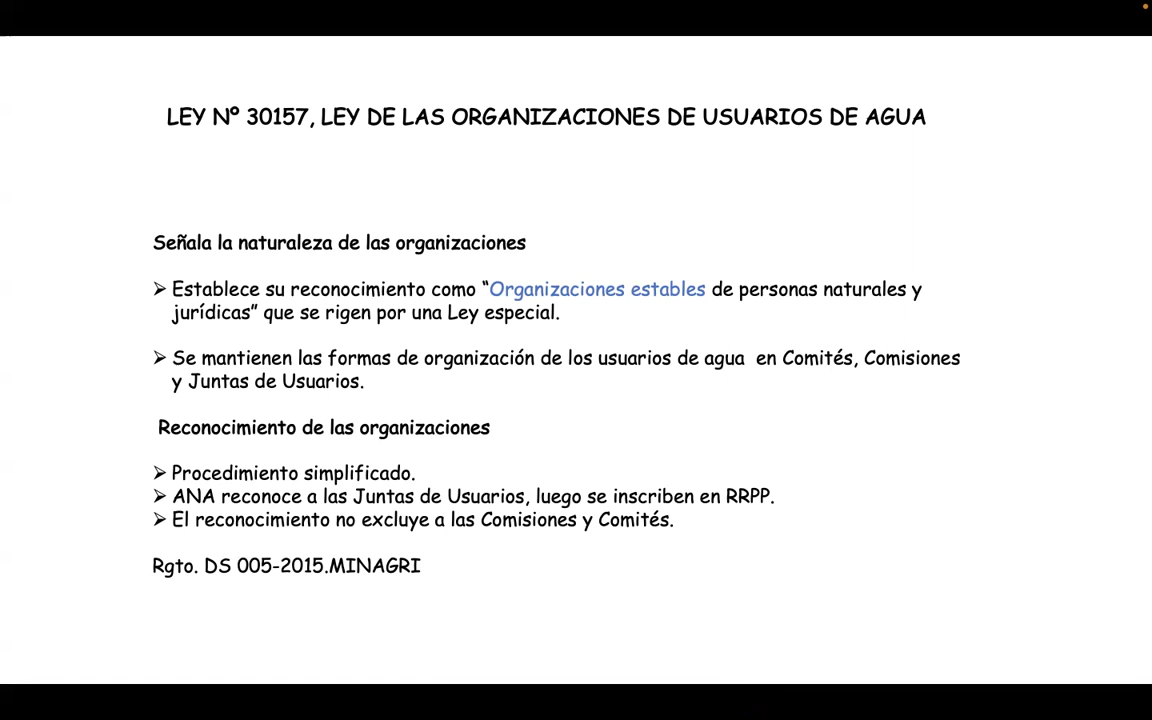 LEY Nº 30157, LEY DE LAS ORGANIZACIONES DE USUARIOS DE AGUA
Señala la naturaleza de las organizaciones
➢ Establece su reconocimiento como “Organizaciones estables de personas naturales y
jurídicas” que se rigen por una Ley especial.
➢ Se mantienen las formas de organización de los usuarios de agua en Comités, Comisiones
y Juntas de Usuarios.
Reconocimiento de las organizaciones
➢ Procedimiento simplificado.
➢ ANA reconoce a las Juntas de Usuarios, luego se inscriben en RRPP.
➢ El reconocimiento no excluye a las Comisiones y Comités.
Rgto. DS 005-2015.MINAGRI